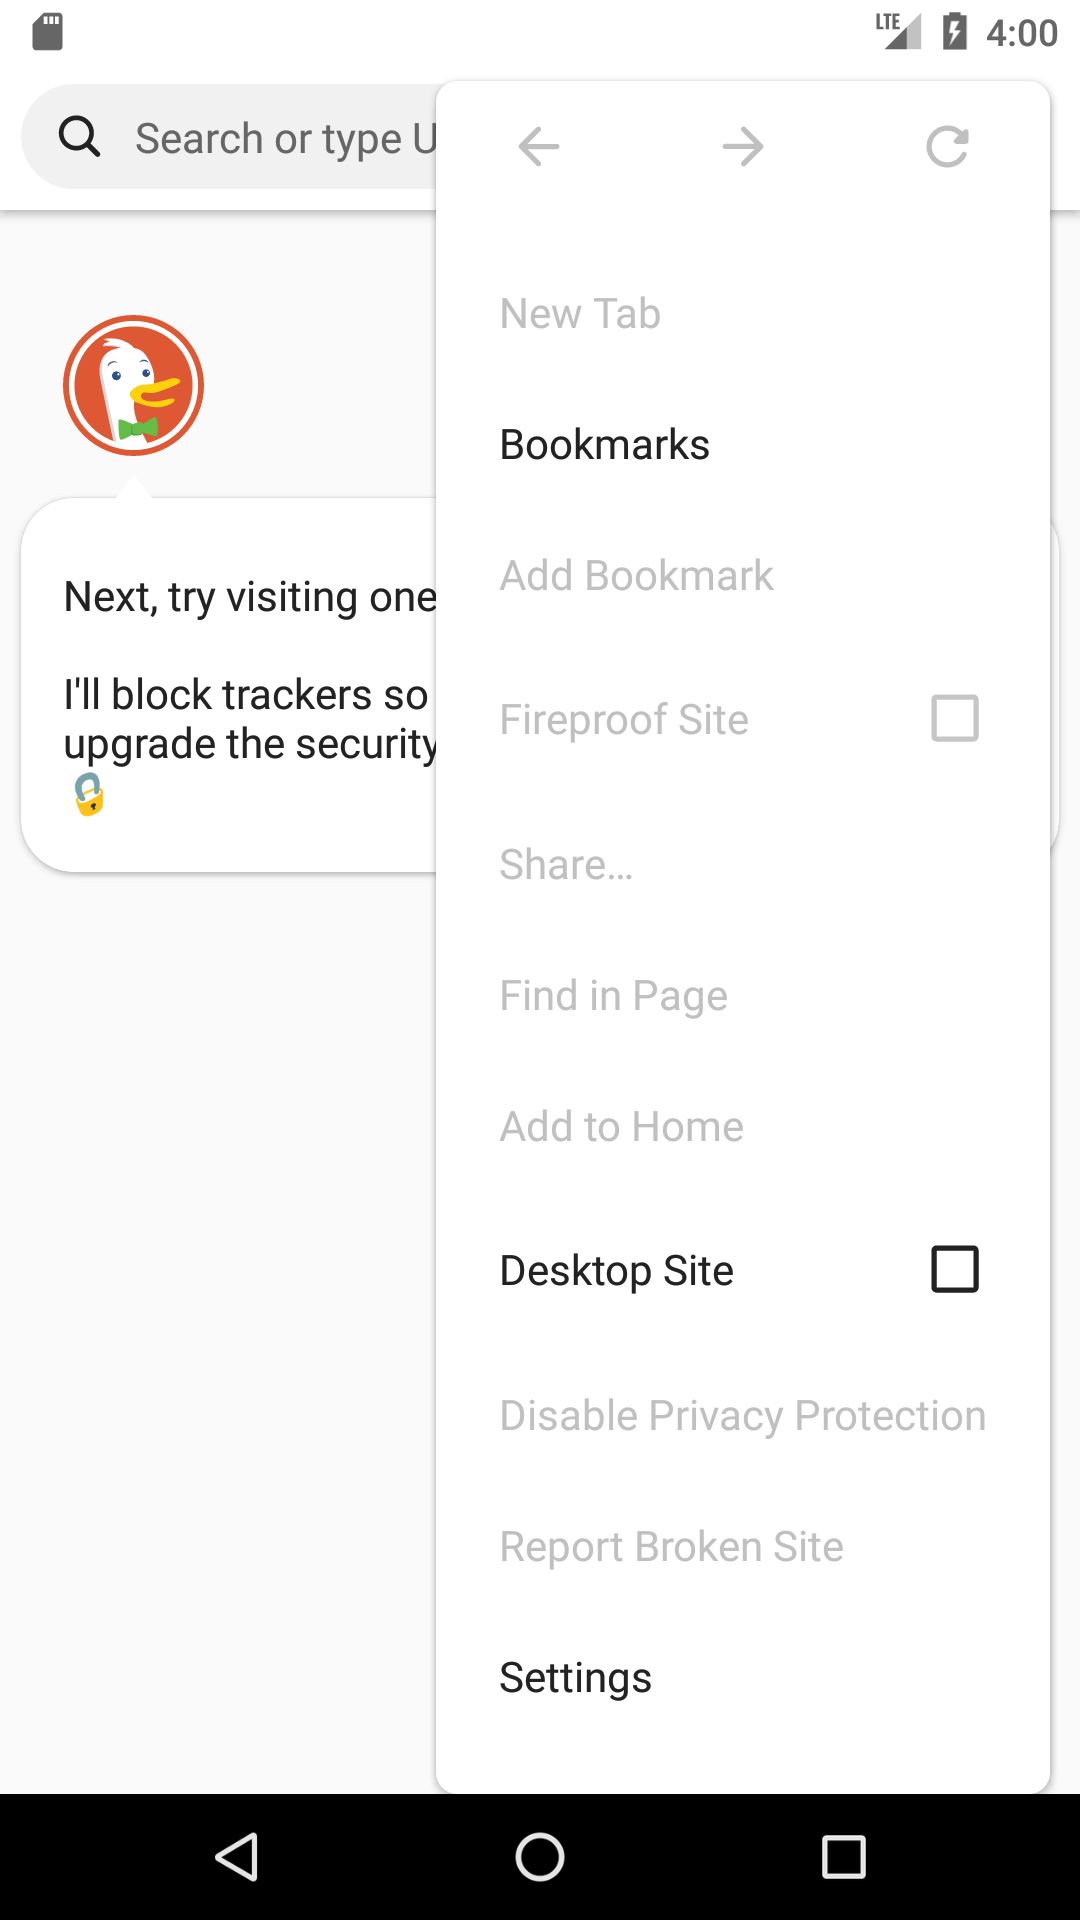 LTE 4:00
Search or type U
New Tab
Bookmarks
Add Bookmark
Next, try visiting one
I'll block trackers so
upgrade the security
🔒
Fireproof Site
Share...
Find in Page
Add to Home
Desktop Site
Disable Privacy Protection
Report Broken Site
Settings